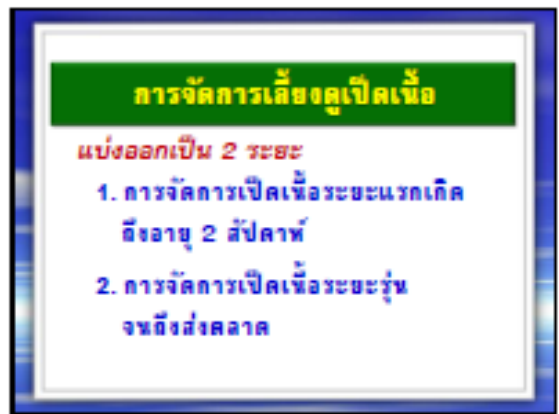 การจัดการเลี้ยงดูเป็ดเนื้อ
แบ่งออกเป็น 2 ระยะ
1. การจัดการเป็ดเนื้อระยะแรกเกิด
ถึงอายุ 2 สัปดาห์
2. การจัดการเป็ดเนื้อระยะรุ่น
จนถึงส่งตลาด